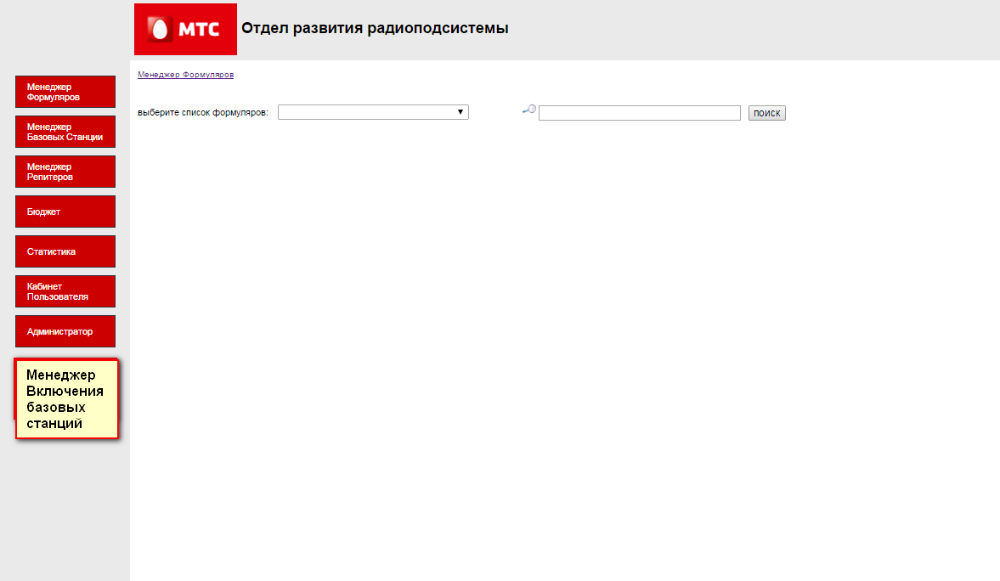 МТС
Отдел развития радиоподсистемы
Менеджер Формуляров
выберите список формуляров:
поиск
Менеджер
Формуляров
Менеджер
Базовых Станции
Менеджер
Репитеров
Бюджет
Статистика
Кабинет
Пользователя
Администратор
Менеджер
Включения
базовых
станций